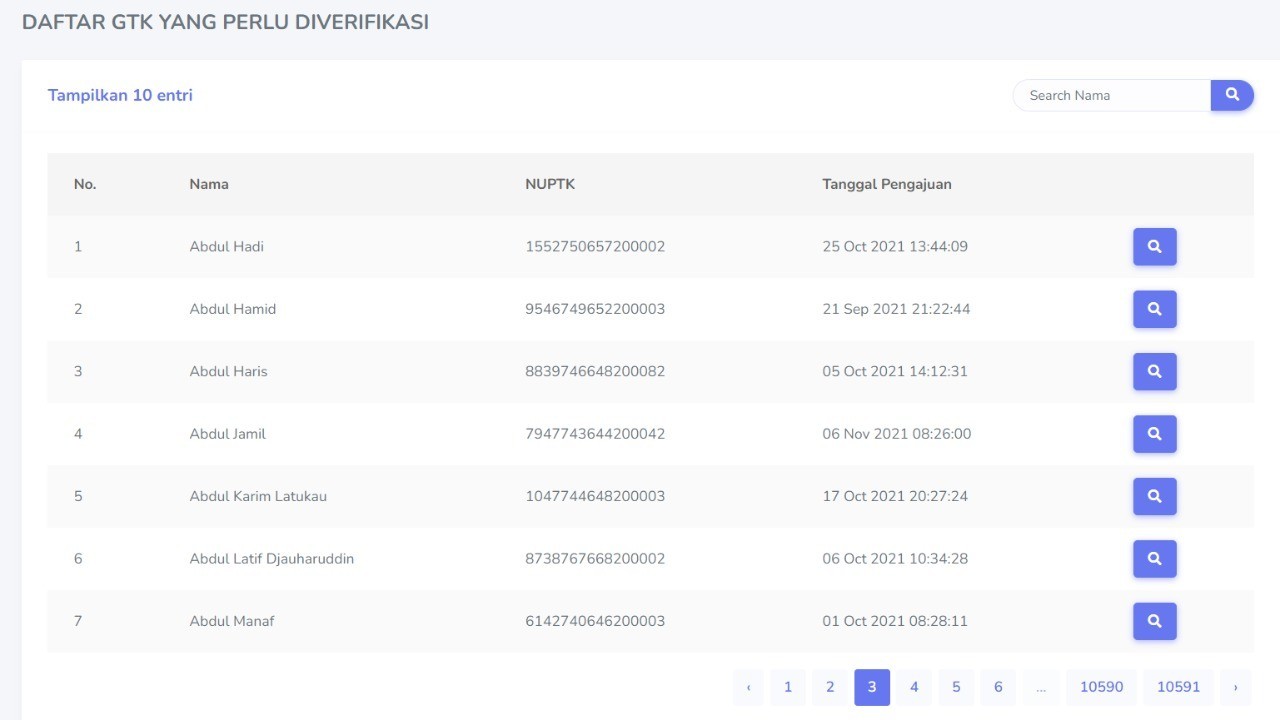 DAFTAR GTK YANG PERLU DIVERIFIKASI
Tampilkan 10 entri
Search Nama
No. Nama NUPTK Tanggal Pengajuan
1 Abdul Hadi 1552750657200002 25 Oct 2021 13:44:09
2 Abdul Hamid 9546749652200003 21 Sep 2021 21:22:44
3 Abdul Haris 8839746648200082 05 Oct 2021 14:12:31
4 Abdul Jamil 7947743644200042 06 Nov 2021 08:26:00
5 Abdul Karim Latukau 1047744648200003 17 Oct 2021 20:27:24
6 Abdul Latif Djauharuddin 8738767668200002 06 Oct 2021 10:34:28
7 Abdul Manaf 6142740646200003 01 Oct 2021 08:28:11
‹ 1 2 3 4 5 6 ... 10590 10591 ›